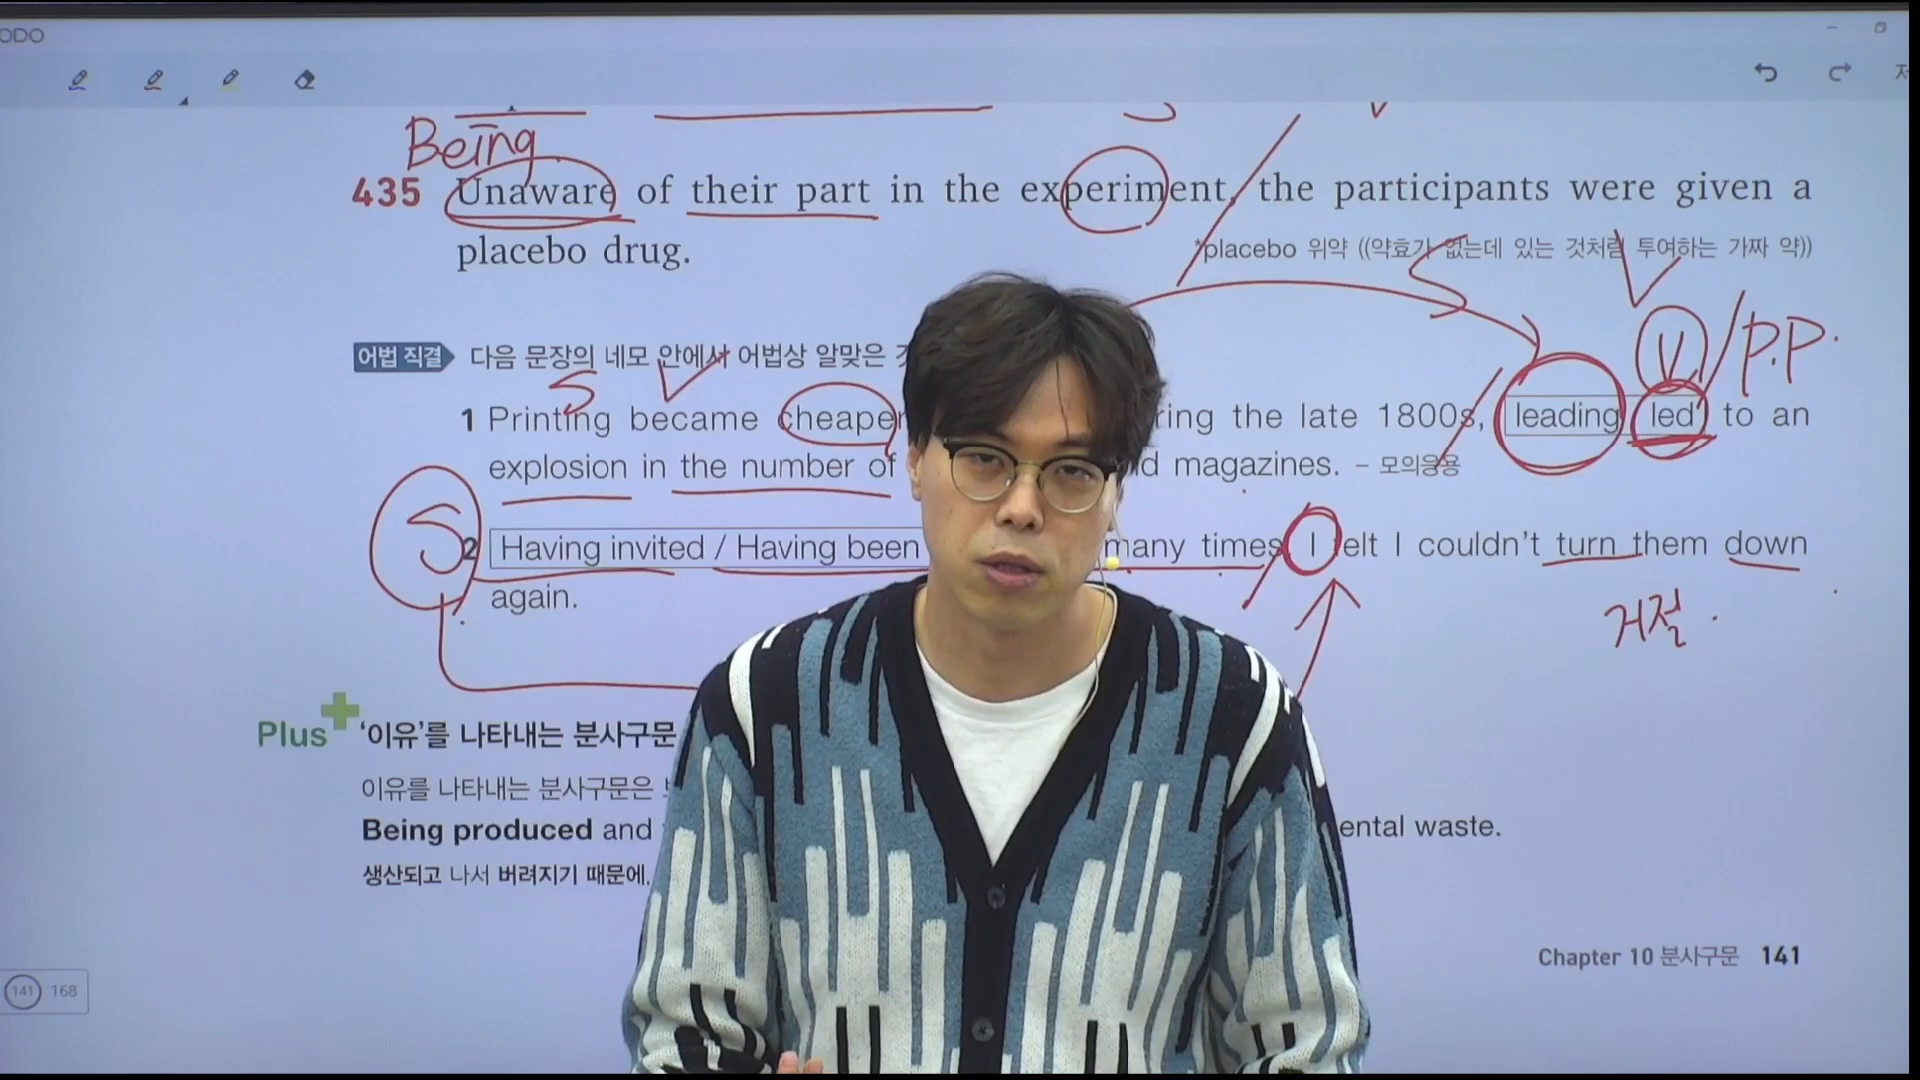 ODO
Being
435 Unaware of their part in the experiment, the participants were given a
placebo drug.
*placebo 위약 ((약효가 없는데 있는 것처럼 투여하는 가짜 약))
V / p.p.
어법 직결 다음 문장의 네모 안에서 어법상 알맞은
S
1 Printing became cheaper ring the late 1800s, leading led to an
explosion in the number of d magazines. – 모의응용
S
2 Having invited / Having been many times, I felt I couldn't turn them down
again.
거절.
Plus '이유'를 나타내는 분사구문
이유를 나타내는 분사구문은
Being produced and ental waste.
생산되고 나서 버려지기 때문에,
Chapter 10 분사구문 141
141 168